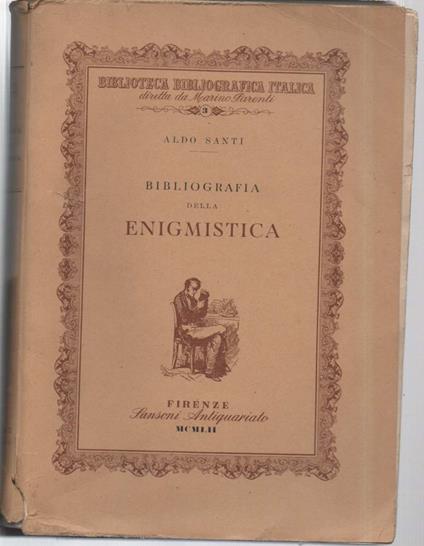 BIBLIOTECA BIBLIOGRAFICA ITALICA
diretta da Marino Parenti
3
ALDO SANTI
BIBLIOGRAFIA
DELLA
ENIGMISTICA
FIRENZE
Sansoni Antiquariato
MCMLII